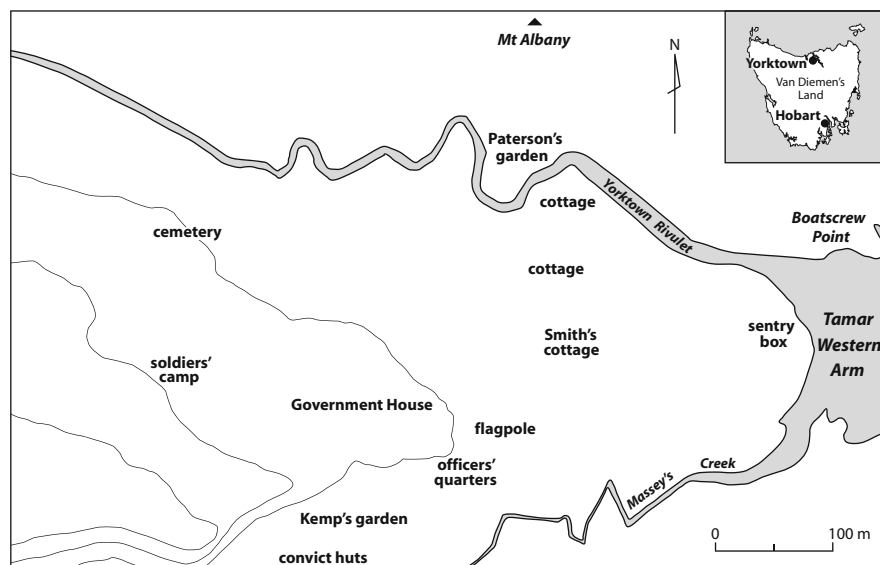 Mt Albany
N
Yorktown
Van Diemen's
Land
Hobart
Paterson's
garden
cottage
Yorktown Rivulet
Boatscrew
Point
cemetery
cottage
Tamar
Western
Arm
sentry
box
Smith's
cottage
soldiers'
camp
Government House
flagpole
officers'
quarters
Massey's Creek
Kemp's garden
convict huts
0 100 m